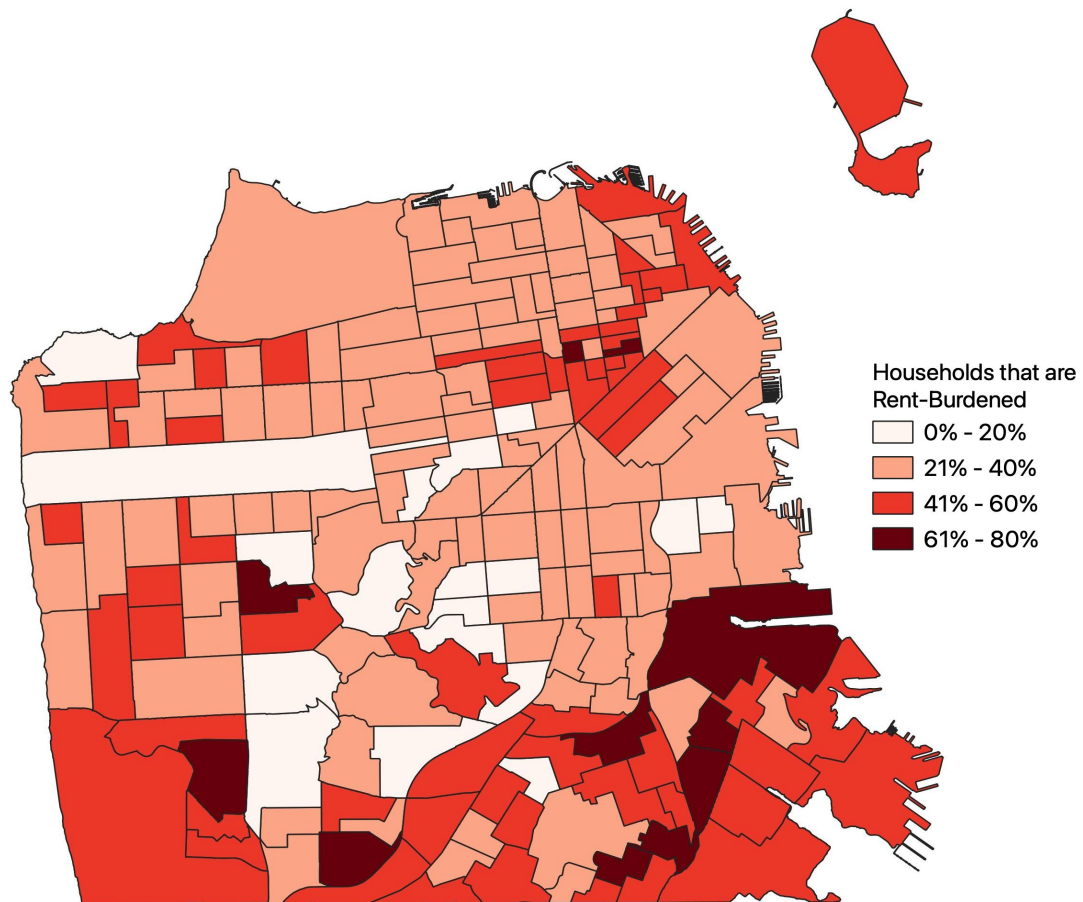 Households that are
Rent-Burdened
0% - 20%
21% - 40%
41% - 60%
61% - 80%